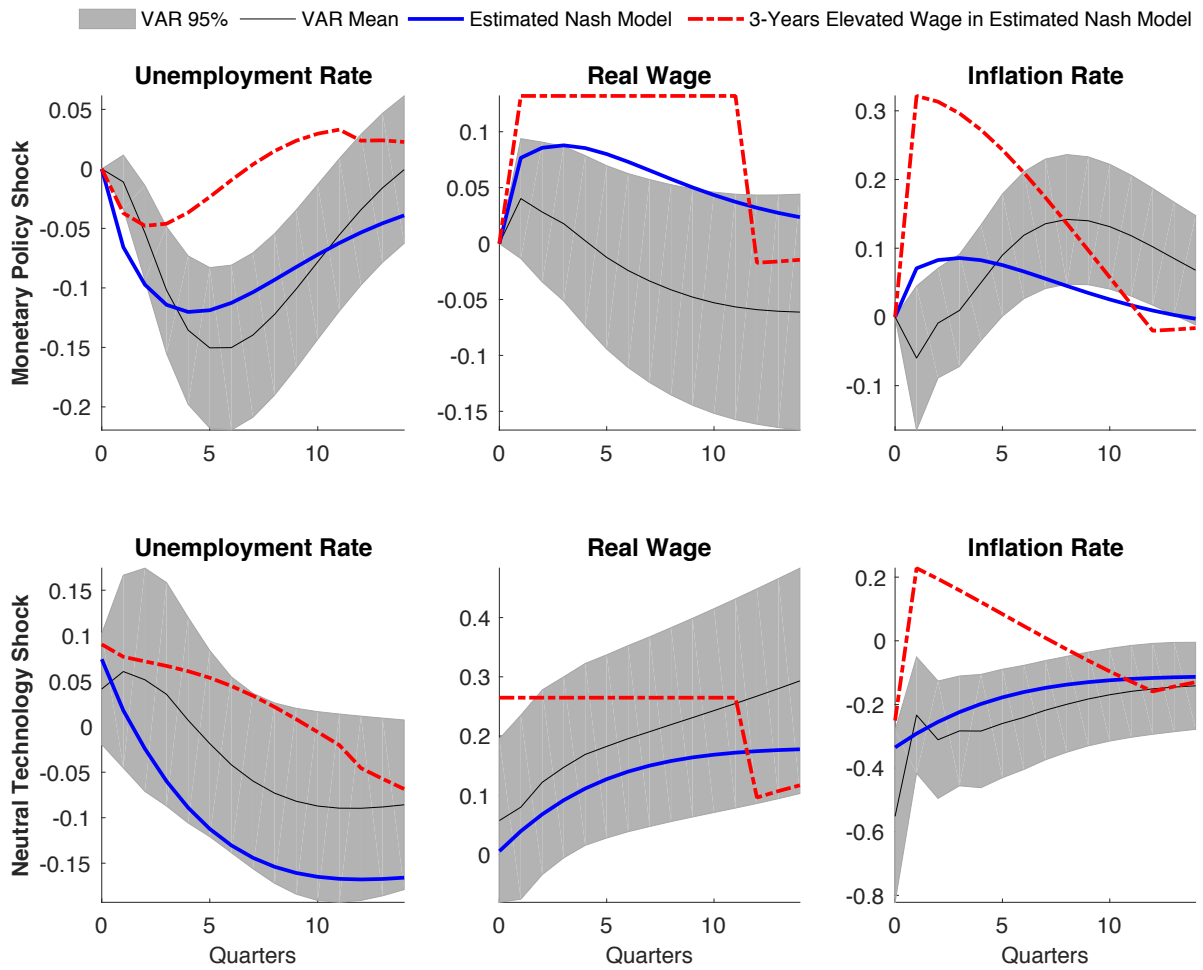 VAR 95% VAR Mean Estimated Nash Model 3-Years Elevated Wage in Estimated Nash Model
Unemployment Rate Real Wage Inflation Rate
Monetary Policy Shock
0.05
0
-0.05
-0.1
-0.15
-0.2
0 5 10
0.1
0.05
0
-0.05
-0.1
-0.15
0 5 10
0.3
0.2
0.1
0
-0.1
0 5 10
Unemployment Rate Real Wage Inflation Rate
Neutral Technology Shock
0.15
0.1
0.05
0
-0.05
-0.1
-0.15
0 5 10
Quarters
0.4
0.3
0.2
0.1
0
0 5 10
Quarters
0.2
0
-0.2
-0.4
-0.6
-0.8
0 5 10
Quarters